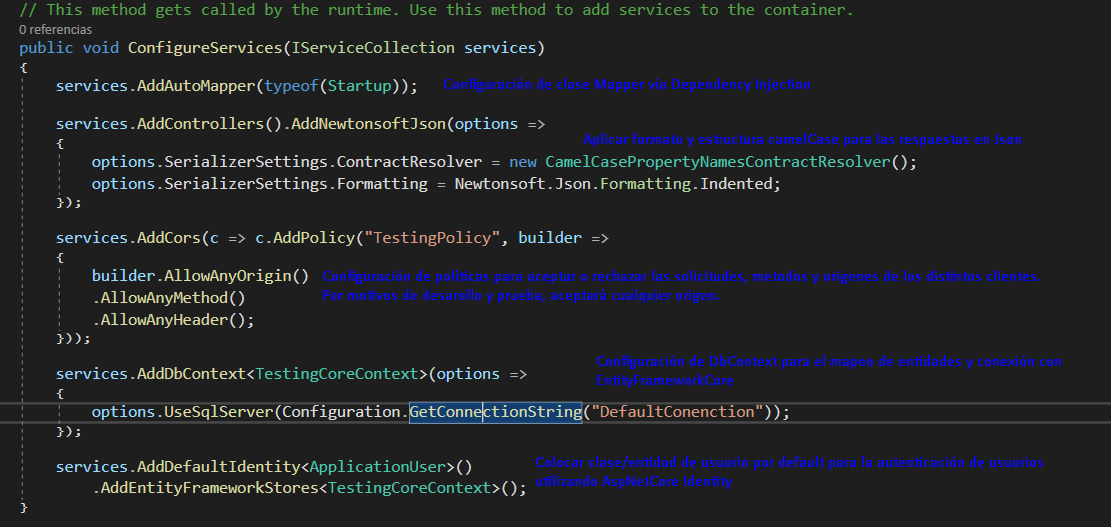 // This method gets called by the runtime. Use this method to add services to the container.
0 referencias
public void ConfigureServices(IServiceCollection services)
{
services.AddAutoMapper(typeof(Startup)); Configuración de clase Mapper via Dependency Injection
services.AddControllers().AddNewtonsoftJson(options =>
Aplicar formato y estructura camelCase para las respuestas en Json
{
options.SerializerSettings.ContractResolver = new CamelCasePropertyNamesContractResolver();
options.SerializerSettings.Formatting = Newtonsoft.Json.Formatting.Indented;
});
services.AddCors(c => c.AddPolicy("TestingPolicy", builder =>
{
builder.AllowAnyOrigin() Configuración de politicas para aceptar o rechazar las solicitudes, metodos y origenes de los distintos clientes.
.AllowAnyMethod() Por motivos de desarollo y prueba, aceptará cualquier origen.
.AllowAnyHeader();
}));
Configuración de DbContext para el mapeo de entidades y conexión con
services.AddDbContext<TestingCoreContext>(options => EntityFrameworkCore
{
options.UseSqlServer(Configuration.GetConnectionString("DefaultConenction"));
});
services.AddDefaultIdentity<ApplicationUser>() Colocar clase/entidad de usuario por default para la autenticación de usuarios
.AddEntityFrameworkStores<TestingCoreContext>(); utilizando AspNetCore Identity
}